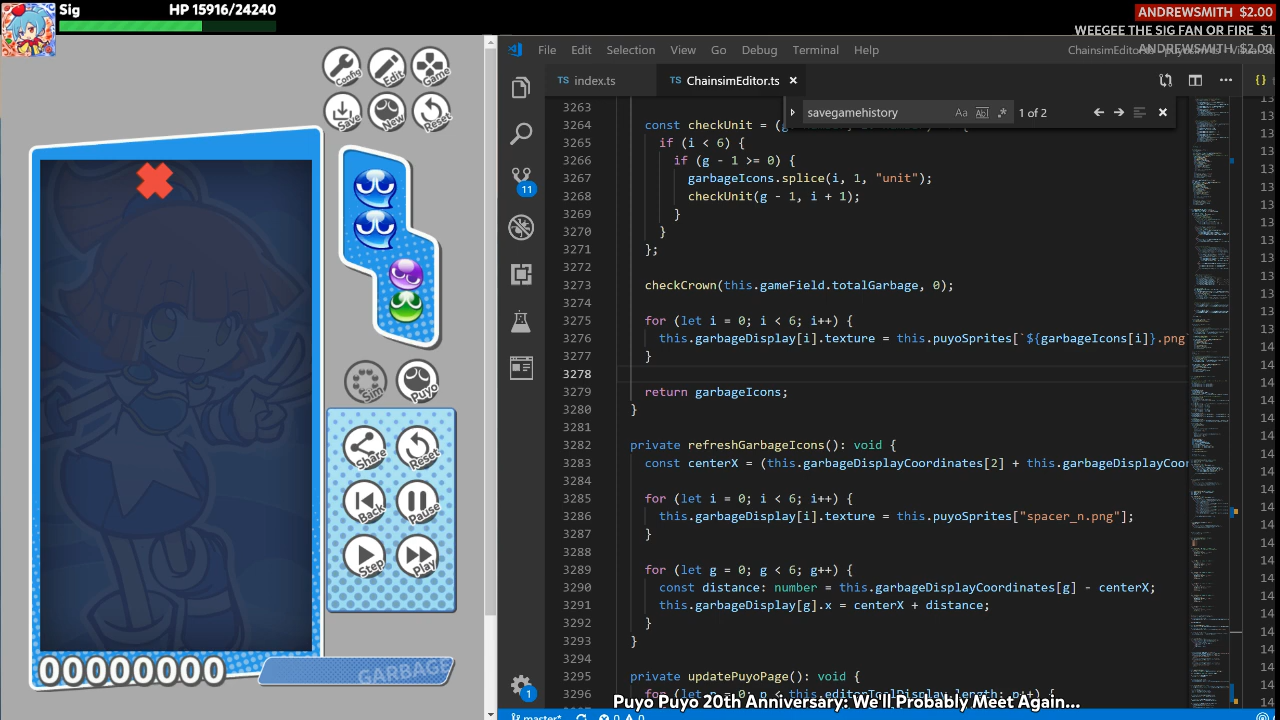 Sig
HP 15916/24240
ANDREWSMITH $2.00
WEEGEE THE SIG FAN OR FIRE $1
ANDREWSMITH $2.00
Config
Edit
Game
Save
New
Reset
Sim
Puyo
Share
Reset
Back
Pause
Step
Play
00000000
GARBAGE
File Edit Selection View Go Debug Terminal Help
TS index.ts
TS ChainsimEditor.ts
savegamehistory
Aa
1 of 2
11
1
3263
3264 const checkUnit
3265
3266 if (g - 1 >= 0) {
3267 garbageIcons.splice(i, 1, "unit");
3268 checkUnit(g - 1, i + 1);
3269 }
3270 }
3271 };
3272
3273 checkCrown(this.gameField.totalGarbage, 0);
3274
3275 for (let i = 0; i < 6; i++) {
3276 this.garbageDisplay[i].texture = this.puyoSprites[`${garbageIcons[i]}.png
3277 }
3278
3279 return garbageIcons;
3280 }
3281
3282 private refreshGarbageIcons(): void {
3283 const centerX = (this.garbageDisplayCoordinates[2] + this.garbageDisplayCoor
3284
3285 for (let i = 0; i < 6; i++) {
3286 this.garbageDisplay[i].texture = this.puyoSprites["spacer_n.png"];
3287 }
3288
3289 for (let g = 0; g < 6; g++) {
3290 const distance: number = this.garbageDisplayCoordinates[g] - centerX;
3291 this.garbageDisplay[g].x = centerX + distance;
3292 }
3293 }
3294
3295
3296
Puyo Puyo 20th Anniversary: We'll Probably Meet Again...
master*